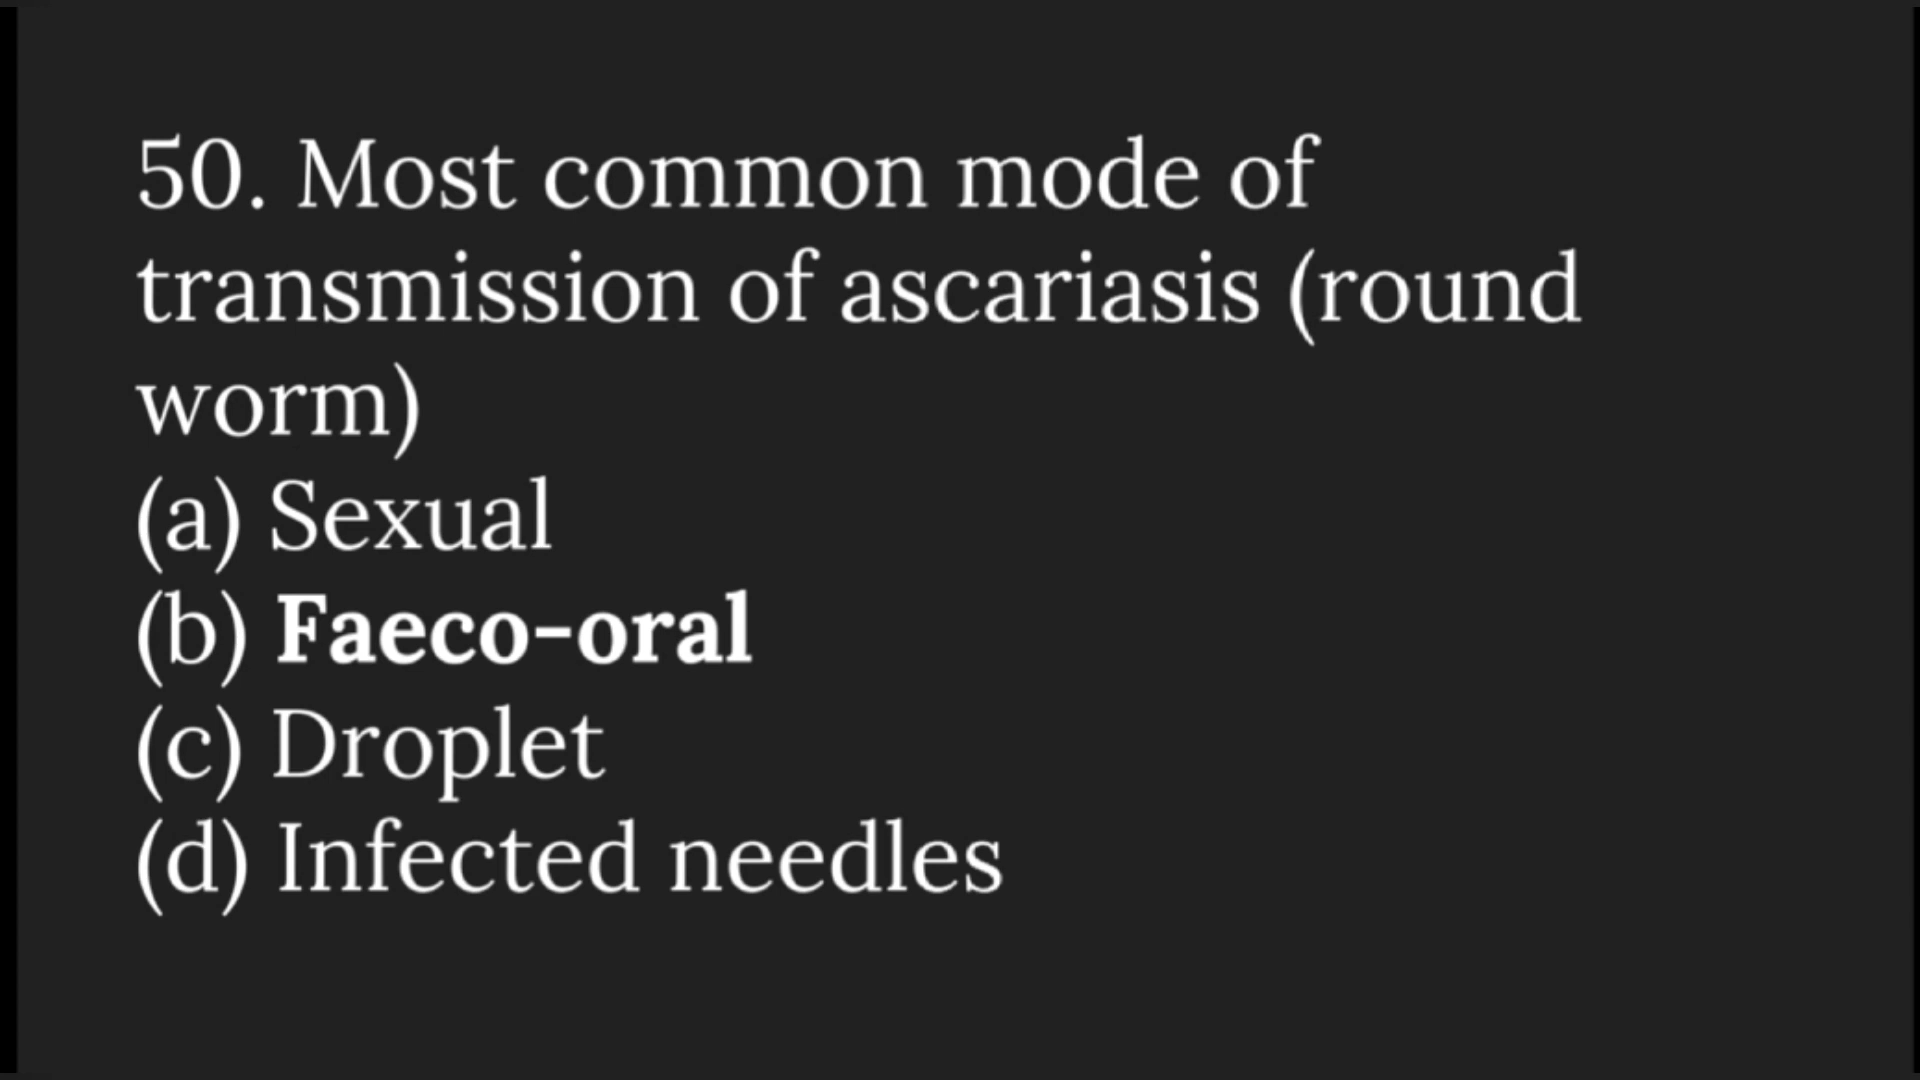 50. Most common mode of
transmission of ascariasis (round
worm)
(a) Sexual
(b) Faeco-oral
(c) Droplet
(d) Infected needles